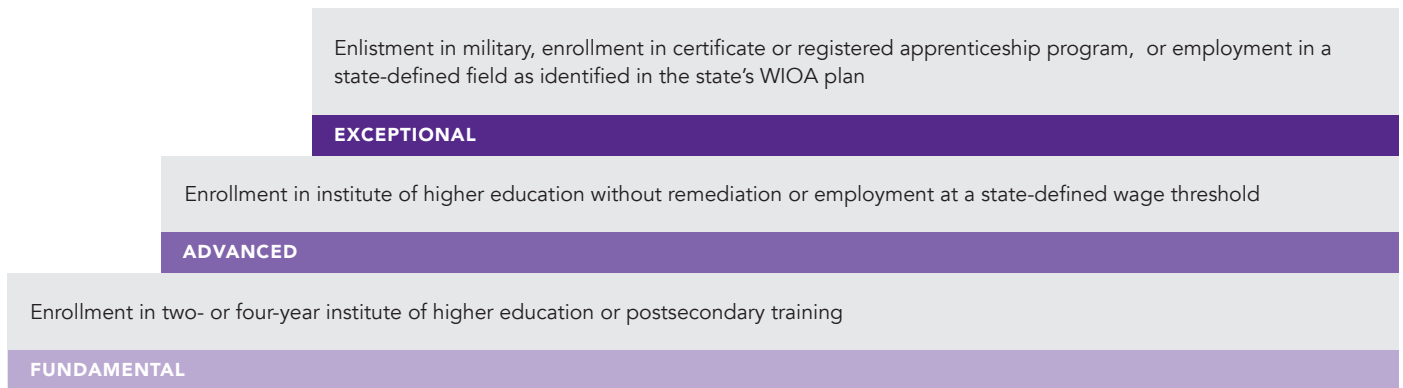 Enlistment in military, enrollment in certificate or registered apprenticeship program,  or employment in a
state-defined field as identified in the state’s WIOA plan
EXCEPTIONAL
Enrollment in institute of higher education without remediation or employment at a state-defined wage threshold
ADVANCED
Enrollment in two- or four-year institute of higher education or postsecondary training
FUNDAMENTAL